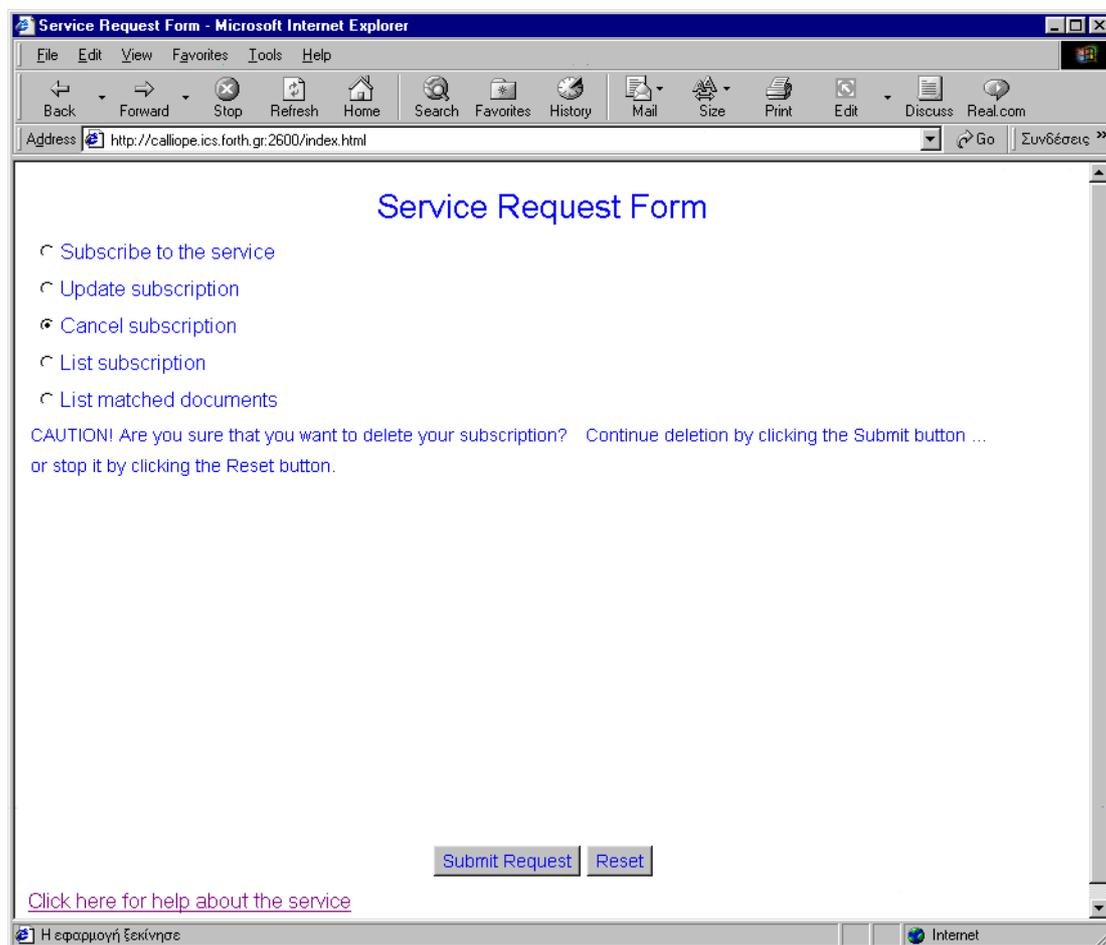 Service Request Form - Microsoft Internet Explorer
File Edit View Favorites Tools Help
Back Forward Stop Refresh Home Search Favorites History Mail Size Print Edit Discuss Real.com
Address http://calliope.ics.forth.gr:2600/index.html Go Συνδέσεις »
Service Request Form
Subscribe to the service
Update subscription
Cancel subscription
List subscription
List matched documents
CAUTION! Are you sure that you want to delete your subscription? Continue deletion by clicking the Submit button ...
or stop it by clicking the Reset button.
Submit Request Reset
Click here for help about the service
Η εφαρμογή ξεκίνησε Internet